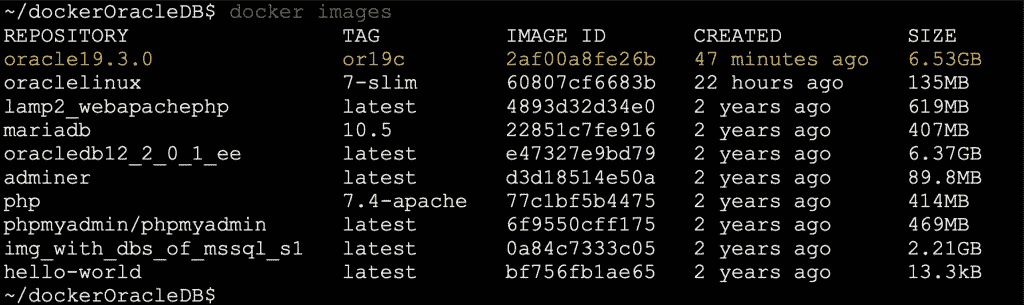 ~/dockerOracleDB$ docker images
REPOSITORY TAG IMAGE ID CREATED SIZE
oracle19.3.0 or19c 2af00a8fe26b 47 minutes ago 6.53GB
oraclelinux 7-slim 60807cf6683b 22 hours ago 135MB
lamp2_webapachephp latest 4893d32d34e0 2 years ago 619MB
mariadb 10.5 22851c7fe916 2 years ago 407MB
oracledb12_2_0_1_ee latest e47327e9bd79 2 years ago 6.37GB
adminer latest d3d18514e50a 2 years ago 89.8MB
php 7.4-apache 77c1bf5b4475 2 years ago 414MB
phpmyadmin/phpmyadmin latest 6f9550cff175 2 years ago 469MB
img_with_dbs_of_mssql_s1 latest 0a84c7333c05 2 years ago 2.21GB
hello-world latest bf756fb1ae65 2 years ago 13.3kB
~/dockerOracleDB$